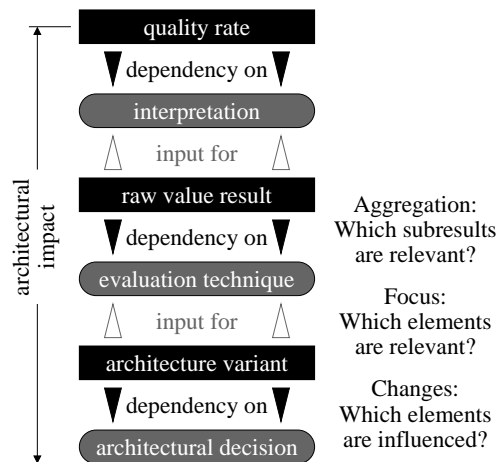 quality rate
dependency on
interpretation
input for
raw value result
dependency on
evaluation technique
input for
architecture variant
dependency on
architectural decision
architectural
impact
Aggregation:
Which subresults
are relevant?
Focus:
Which elements
are relevant?
Changes:
Which elements
are influenced?